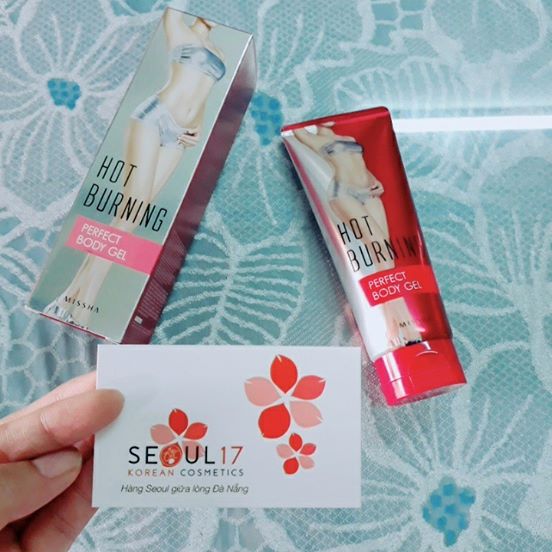 HOT
BURNING
PERFECT
BODY GEL
MISSHA
HOT
BURNIN
PERFECT
BODY GEL
MI
SEOUL17
KOREAN COSMETICS
Hàng Seoul giữa lòng Đà Nẵng